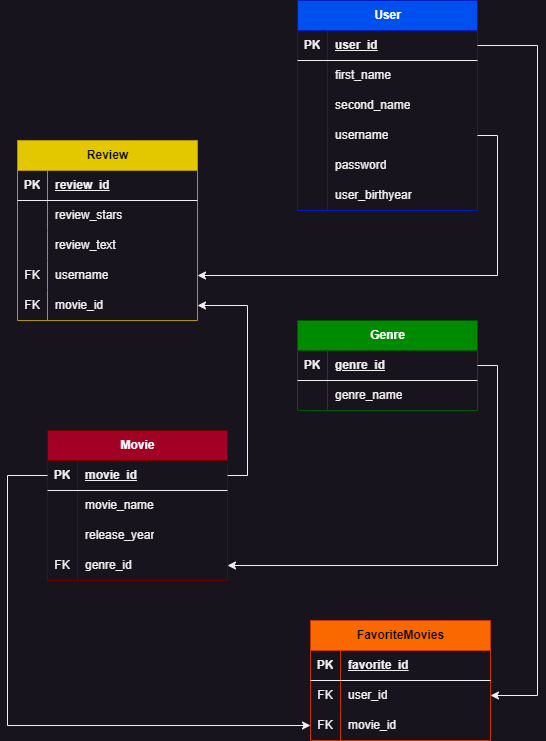 User
PK user_id
first_name
second_name
username
password
user_birthyear
Review
PK review_id
review_stars
review_text
FK username
FK movie_id
Genre
PK genre_id
genre_name
Movie
PK movie_id
movie_name
release_year
FK genre_id
FavoriteMovies
PK favorite_id
FK user_id
FK movie_id